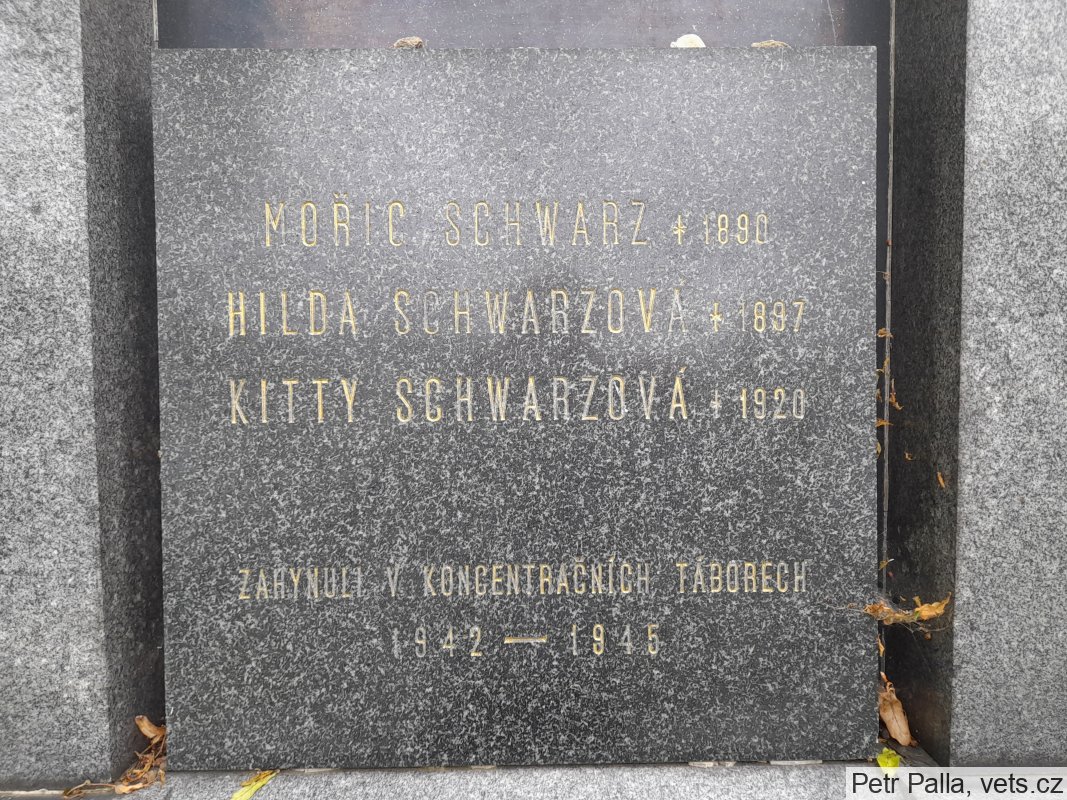 MOŘIC SCHWARZ * 1890
HILDA SCHWARZOVÁ * 1897
KITTY SCHWARZOVÁ * 1920
ZAHYNULI V KONCENTRAČNÍCH TÁBORECH
1942 — 1945
Petr Palla, vets.cz